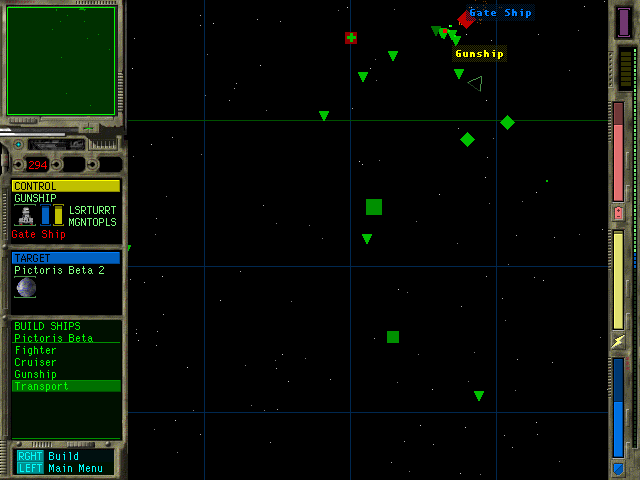 Gate Ship
Gunship
294
CONTROL
GUNSHIP
LSRTURRT
MGNTOPLS
Gate Ship
TARGET
Pictoris Beta 2
BUILD SHIPS
Pictoris Beta
Fighter
Cruiser
Gunship
Transport
RGHT Build
LEFT Main Menu